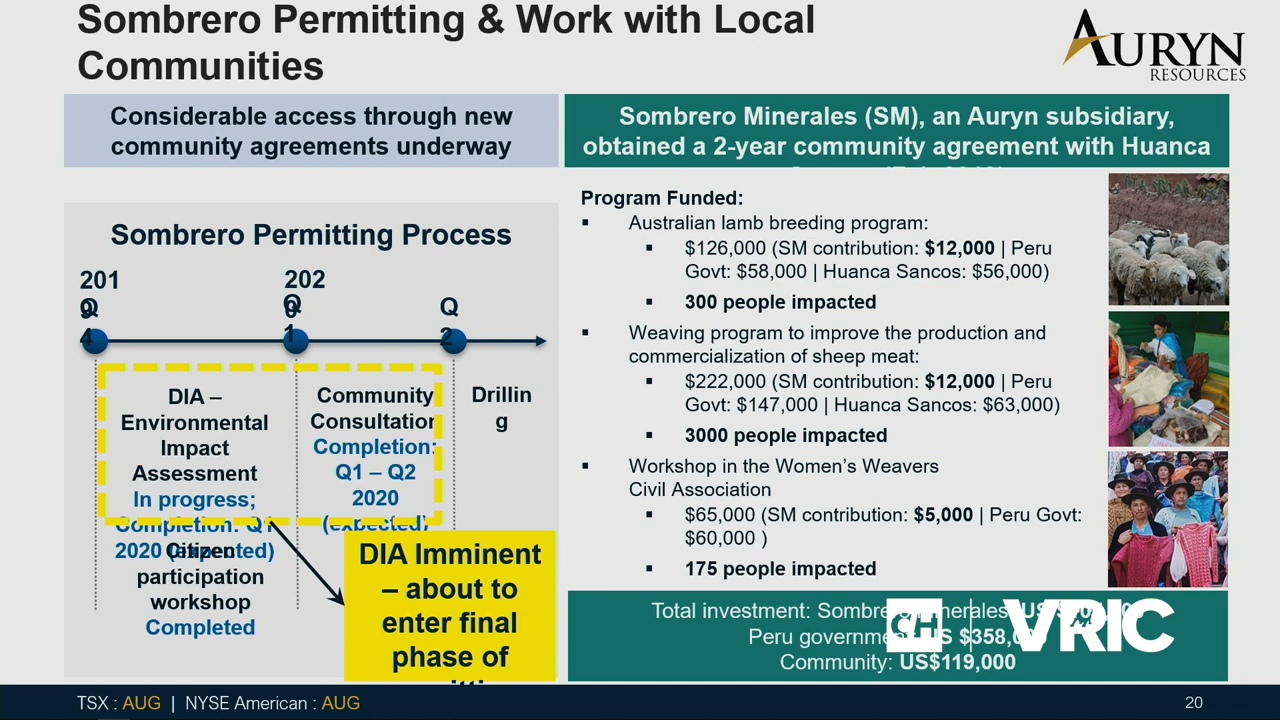 Sombrero Permitting & Work with Local
Communities
AURYN
RESOURCES
Considerable access through new
community agreements underway
Sombrero Minerales (SM), an Auryn subsidiary,
obtained a 2-year community agreement with Huanca
Sombrero Permitting Process
2019
Q4
2020
Q1
Q2
DIA –
Environmental
Impact
Assessment
In progress;
Completion: Q1
2020 (expected)
Citizen
participation
workshop
Completed
Community
Consultation
Completion:
Q1 – Q2
2020
(expected)
Drillin
g
DIA Imminent
– about to
enter final
phase of
Program Funded:
▪ Australian lamb breeding program:
▪ $126,000 (SM contribution: $12,000 | Peru
Govt: $58,000 | Huanca Sancos: $56,000)
▪ 300 people impacted
▪ Weaving program to improve the production and
commercialization of sheep meat:
▪ $222,000 (SM contribution: $12,000 | Peru
Govt: $147,000 | Huanca Sancos: $63,000)
▪ 3000 people impacted
▪ Workshop in the Women’s Weavers
Civil Association
▪ $65,000 (SM contribution: $5,000 | Peru Govt:
$60,000 )
▪ 175 people impacted
Total investment: Sombrero Minerales:
Peru government: US $358,000
Community: US$119,000
CH | VRIC
TSX : AUG | NYSE American : AUG
20